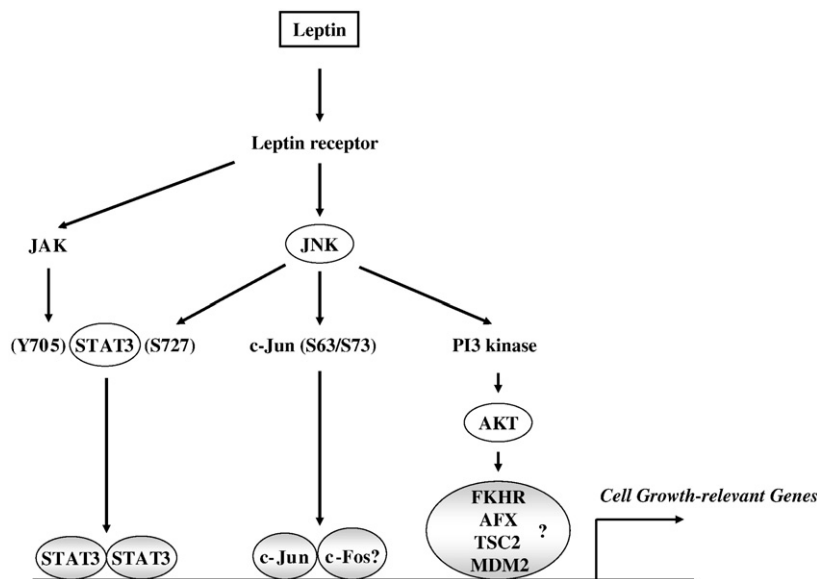 Leptin
Leptin receptor
JAK
JNK
(Y705) STAT3 (S727)
c-Jun (S63/S73)
PI3 kinase
AKT
FKHR
AFX
TSC2
MDM2
?
Cell Growth-relevant Genes
STAT3 STAT3
c-Jun c-Fos?